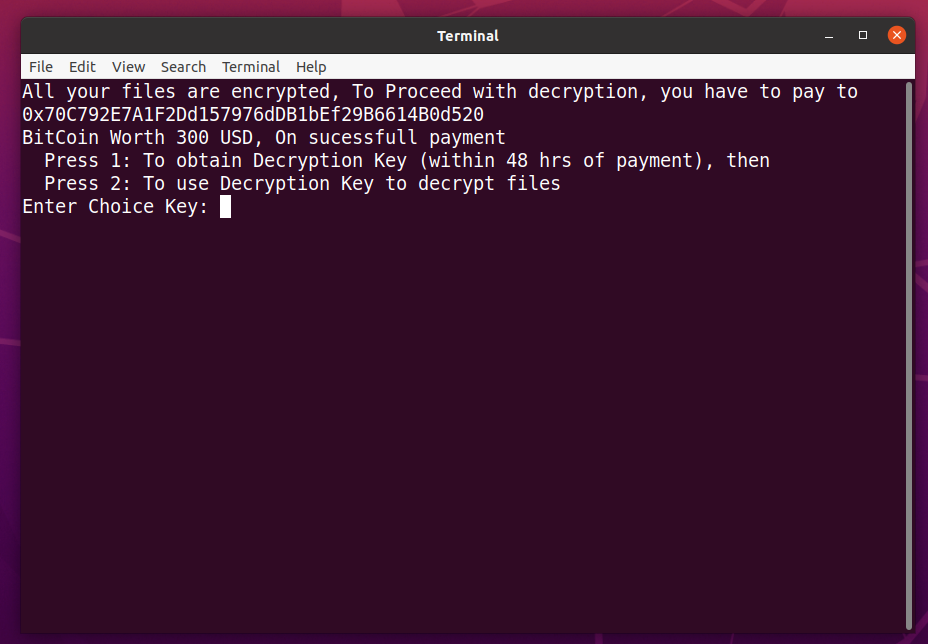 Terminal
File Edit View Search Terminal Help
All your files are encrypted, To Proceed with decryption, you have to pay to
0x70C792E7A1F2Dd157976dDB1bEf29B6614B0d520
BitCoin Worth 300 USD, On sucessfull payment
  Press 1: To obtain Decryption Key (within 48 hrs of payment), then
  Press 2: To use Decryption Key to decrypt files
Enter Choice Key: